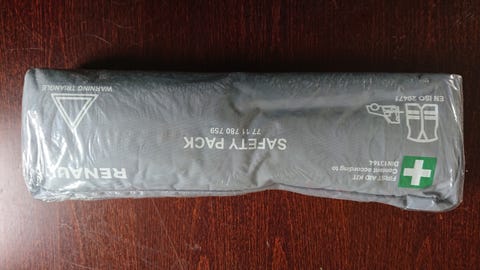 FIRST AID KIT
Content according to
DIN13164
RENAULT
SAFETY PACK
77 11 780 759
EN ISO 20471
WARNING TRIANGLE